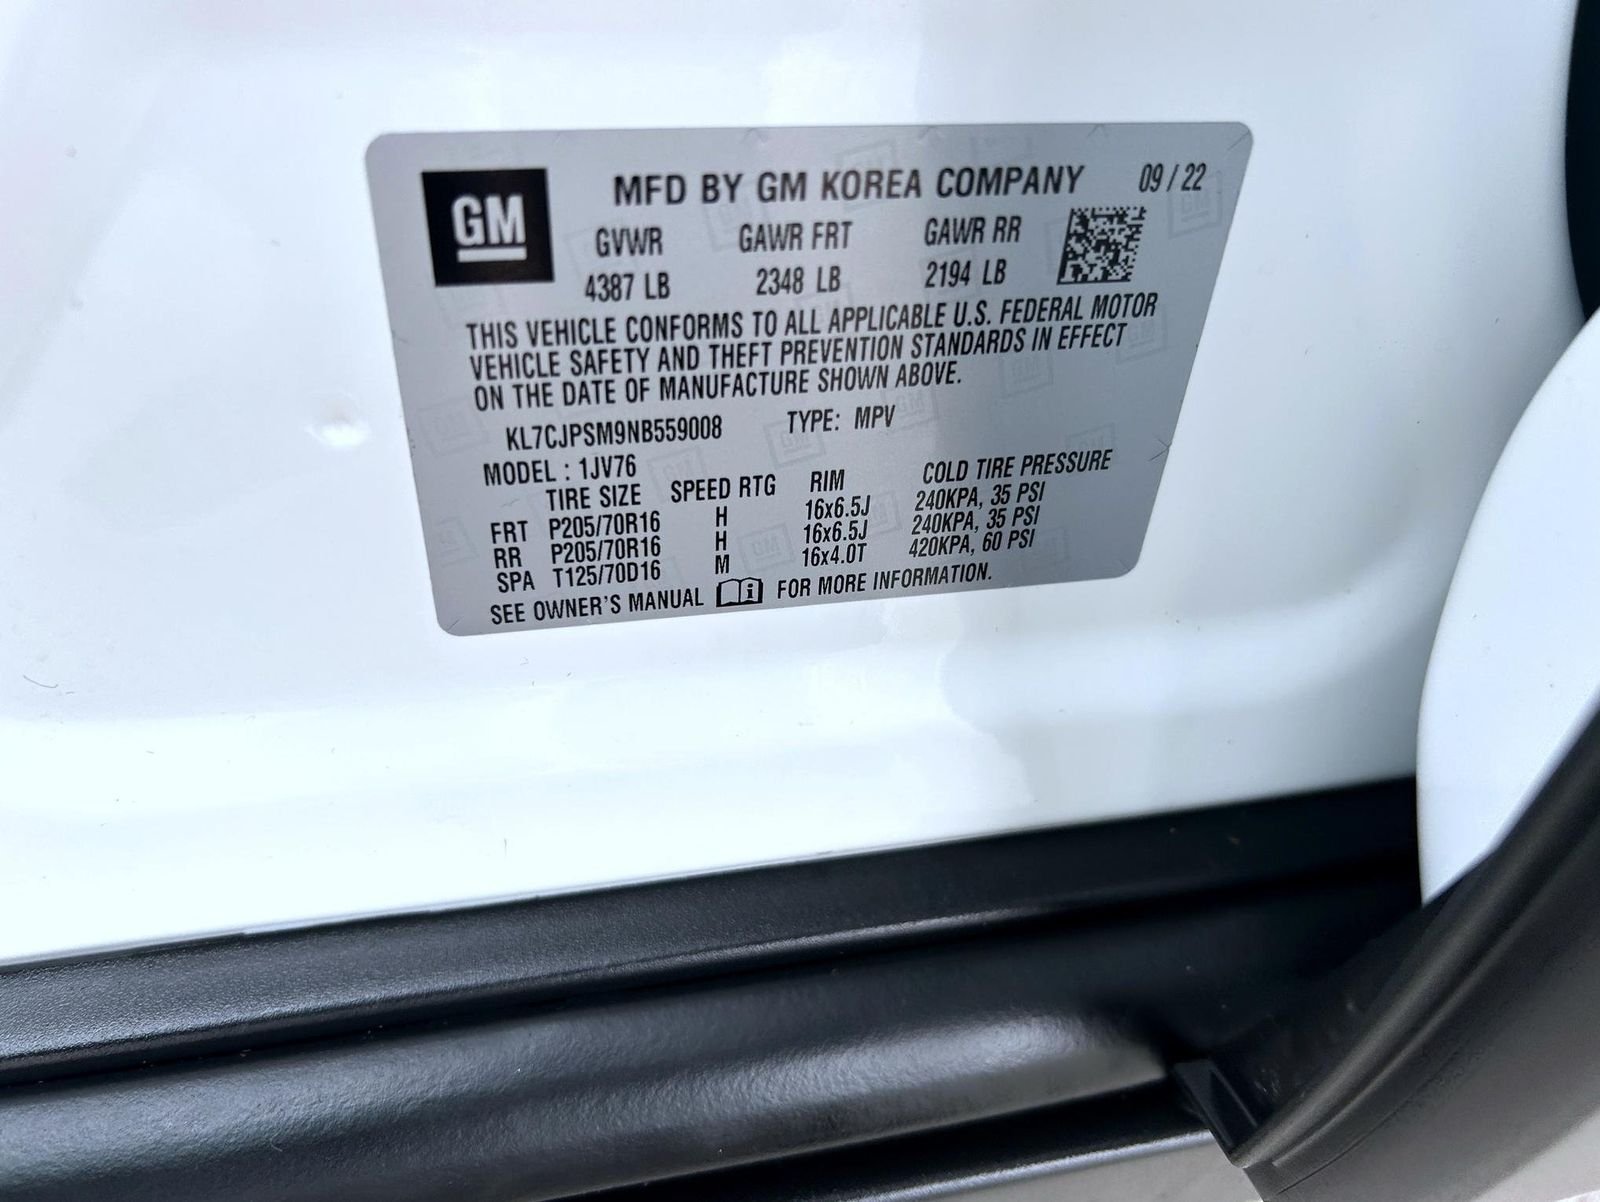 GM
MFD BY GM KOREA COMPANY 09 / 22
GVWR GAWR FRT GAWR RR
4387 LB 2348 LB 2194 LB
THIS VEHICLE CONFORMS TO ALL APPLICABLE U.S. FEDERAL MOTOR
VEHICLE SAFETY AND THEFT PREVENTION STANDARDS IN EFFECT
ON THE DATE OF MANUFACTURE SHOWN ABOVE.
KL7CJPSM9NB559008 TYPE: MPV
MODEL : 1JV76
TIRE SIZE SPEED RTG RIM COLD TIRE PRESSURE
FRT P205/70R16 H 16x6.5J 240KPA, 35 PSI
RR P205/70R16 H 16x6.5J 240KPA, 35 PSI
SPA T125/70D16 M 16x4.0T 420KPA, 60 PSI
SEE OWNER'S MANUAL FOR MORE INFORMATION.